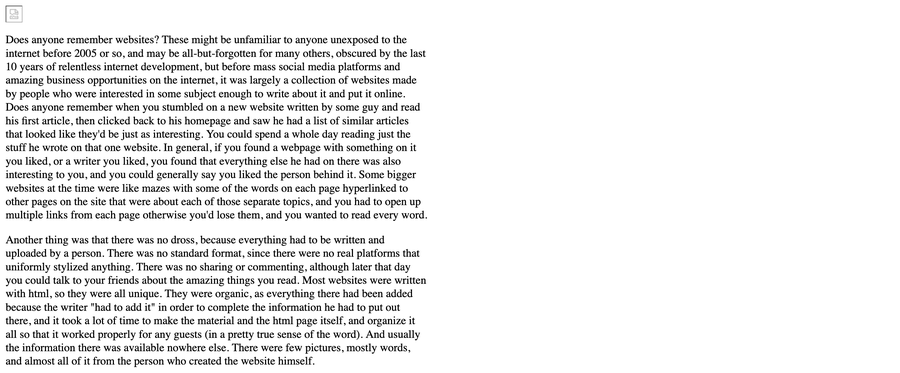 Does anyone remember websites? These might be unfamiliar to anyone unexposed to the
internet before 2005 or so, and may be all-but-forgotten for many others, obscured by the last
10 years of relentless internet development, but before mass social media platforms and
amazing business opportunities on the internet, it was largely a collection of websites made
by people who were interested in some subject enough to write about it and put it online.
Does anyone remember when you stumbled on a new website written by some guy and read
his first article, then clicked back to his homepage and saw he had a list of similar articles
that looked like they'd be just as interesting. You could spend a whole day reading just the
stuff he wrote on that one website. In general, if you found a webpage with something on it
you liked, or a writer you liked, you found that everything else he had on there was also
interesting to you, and you could generally say you liked the person behind it. Some bigger
websites at the time were like mazes with some of the words on each page hyperlinked to
other pages on the site that were about each of those separate topics, and you had to open up
multiple links from each page otherwise you'd lose them, and you wanted to read every word.
Another thing was that there was no dross, because everything had to be written and
uploaded by a person. There was no standard format, since there were no real platforms that
uniformly stylized anything. There was no sharing or commenting, although later that day
you could talk to your friends about the amazing things you read. Most websites were written
with html, so they were all unique. They were organic, as everything there had been added
because the writer "had to add it" in order to complete the information he had to put out
there, and it took a lot of time to make the material and the html page itself, and organize it
all so that it worked properly for any guests (in a pretty true sense of the word). And usually
the information there was available nowhere else. There were few pictures, mostly words,
and almost all of it from the person who created the website himself.